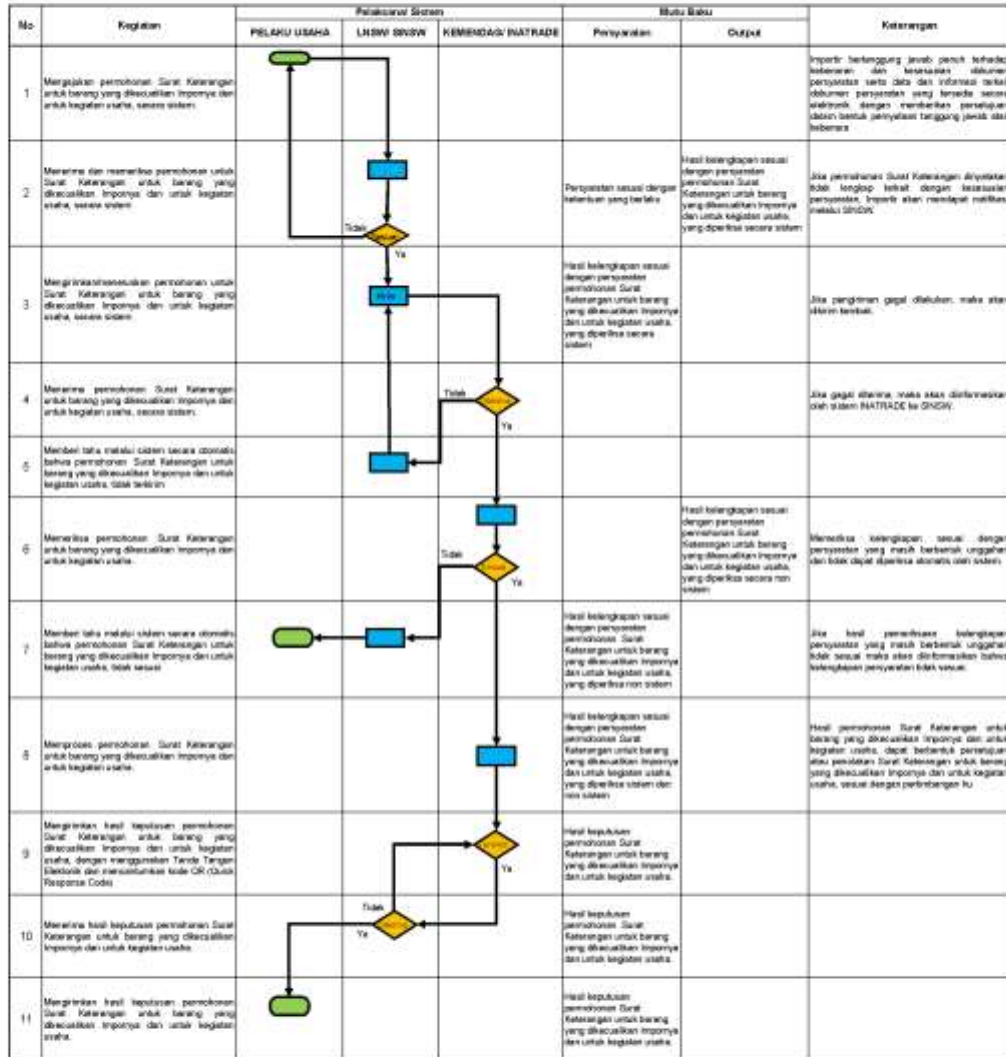 No
Kegiatan
Pelaksana/ Sistem
Mutu Baku
Keterangan
PELAKU USAHA
LNSW/ SINSW
KEMENDAG/ INATRADE
Persyaratan
Output
1
Mengajukan permohonan Surat Keterangan
untuk barang yang dikecualikan Impornya dan
untuk kegiatan usaha, secara sistem.
Importir bertanggung jawab penuh terhadap
kebenaran dan kesesuaian dokumen
persyaratan serta data dan informasi terkait
dokumen persyaratan yang tersedia secara
elektronik dengan memberikan persetujuan
dalam bentuk pernyataan tanggung jawab atas
kebenara
2
Menerima dan memeriksa permohonan untuk
Surat Keterangan untuk barang yang
dikecualikan Impornya dan untuk kegiatan
usaha, secara sistem
Persyaratan sesuai dengan
ketentuan yang berlaku
Hasil kelengkapan sesuai
dengan persyaratan
permohonan Surat
Keterangan untuk barang
yang dikecualikan Impornya
dan untuk kegiatan usaha,
yang diperiksa secara sistem
Jika permohonan Surat Keterangan dinyatakan
tidak lengkap terkait dengan kesesuaian
persyaratan, Importir akan mendapat notifikasi
melalui SINSW.
Tidak
Ya
3
Mengirimkan/meneruskan permohonan untuk
Surat Keterangan untuk barang yang
dikecualikan Impornya dan untuk kegiatan
usaha, secara sistem
Hasil kelengkapan sesuai
dengan persyaratan
permohonan Surat
Keterangan untuk barang
yang dikecualikan Impornya
dan untuk kegiatan usaha,
yang diperiksa secara
sistem
Jika pengiriman gagal dilakukan, maka akan
dikirim kembali.
4
Menerima permohonan Surat Keterangan
untuk barang yang dikecualikan Impornya dan
untuk kegiatan usaha, secara sistem.
Tidak
Ya
Jika gagal diterima, maka akan diinformasikan
oleh sistem INATRADE ke SINSW.
5
Memberi tahu melalui sistem secara otomatis
bahwa permohonan Surat Keterangan untuk
barang yang dikecualikan Impornya dan untuk
kegiatan usaha, tidak terkirim
6
Memeriksa permohonan Surat Keterangan
untuk barang yang dikecualikan Impornya dan
untuk kegiatan usaha.
Tidak
Ya
Hasil kelengkapan sesuai
dengan persyaratan
permohonan Surat
Keterangan untuk barang
yang dikecualikan Impornya
dan untuk kegiatan usaha,
yang diperiksa secara non
sistem
Memeriksa kelengkapan sesuai dengan
persyaratan yang masih berbentuk unggahan
dan tidak dapat diperiksa otomatis oleh sistem
7
Memberi tahu melalui sistem secara otomatis
bahwa permohonan Surat Keterangan untuk
barang yang dikecualikan Impornya dan untuk
kegiatan usaha, tidak sesuai
Hasil kelengkapan sesuai
dengan persyaratan
permohonan Surat
Keterangan untuk barang
yang dikecualikan Impornya
dan untuk kegiatan usaha,
yang diperiksa non sistem
Jika hasil pemeriksaan kelengkapan
persyaratan yang masih berbentuk unggahan
tidak sesuai maka akan diinformasikan bahwa
kelengkapan persyaratan tidak sesuai.
8
Memproses permohonan Surat Keterangan
untuk barang yang dikecualikan Impornya dan
untuk kegiatan usaha.
Hasil kelengkapan sesuai
dengan persyaratan
permohonan Surat
Keterangan untuk barang
yang dikecualikan Impornya
dan untuk kegiatan usaha,
yang diperiksa sistem dan
non sistem
Hasil permohonan Surat Keterangan untuk
barang yang dikecualikan Impornya dan untuk
kegiatan usaha, dapat berbentuk persetujuan
atau penolakan Surat Keterangan untuk barang
yang dikecualikan Impornya dan untuk kegiatan
usaha, sesuai dengan pertimbangan itu
9
Mengirimkan hasil keputusan permohonan
Surat Keterangan untuk barang yang
dikecualikan Impornya dan untuk kegiatan
usaha, dengan menggunakan Tanda Tangan
Elektronik dan mencantumkan kode QR (Quick
Response Code)
Ya
Hasil keputusan
permohonan Surat
Keterangan untuk barang
yang dikecualikan Impornya
dan untuk kegiatan usaha.
10
Menerima hasil keputusan permohonan Surat
Keterangan untuk barang yang dikecualikan
Impornya dan untuk kegiatan usaha.
Tidak
Ya
Hasil keputusan
permohonan Surat
Keterangan untuk barang
yang dikecualikan Impornya
dan untuk kegiatan usaha.
11
Mengirimkan hasil keputusan permohonan
Surat Keterangan untuk barang yang
dikecualikan Impornya dan untuk kegiatan
usaha.
Hasil keputusan
permohonan Surat
Keterangan untuk barang
yang dikecualikan Impornya
dan untuk kegiatan usaha.